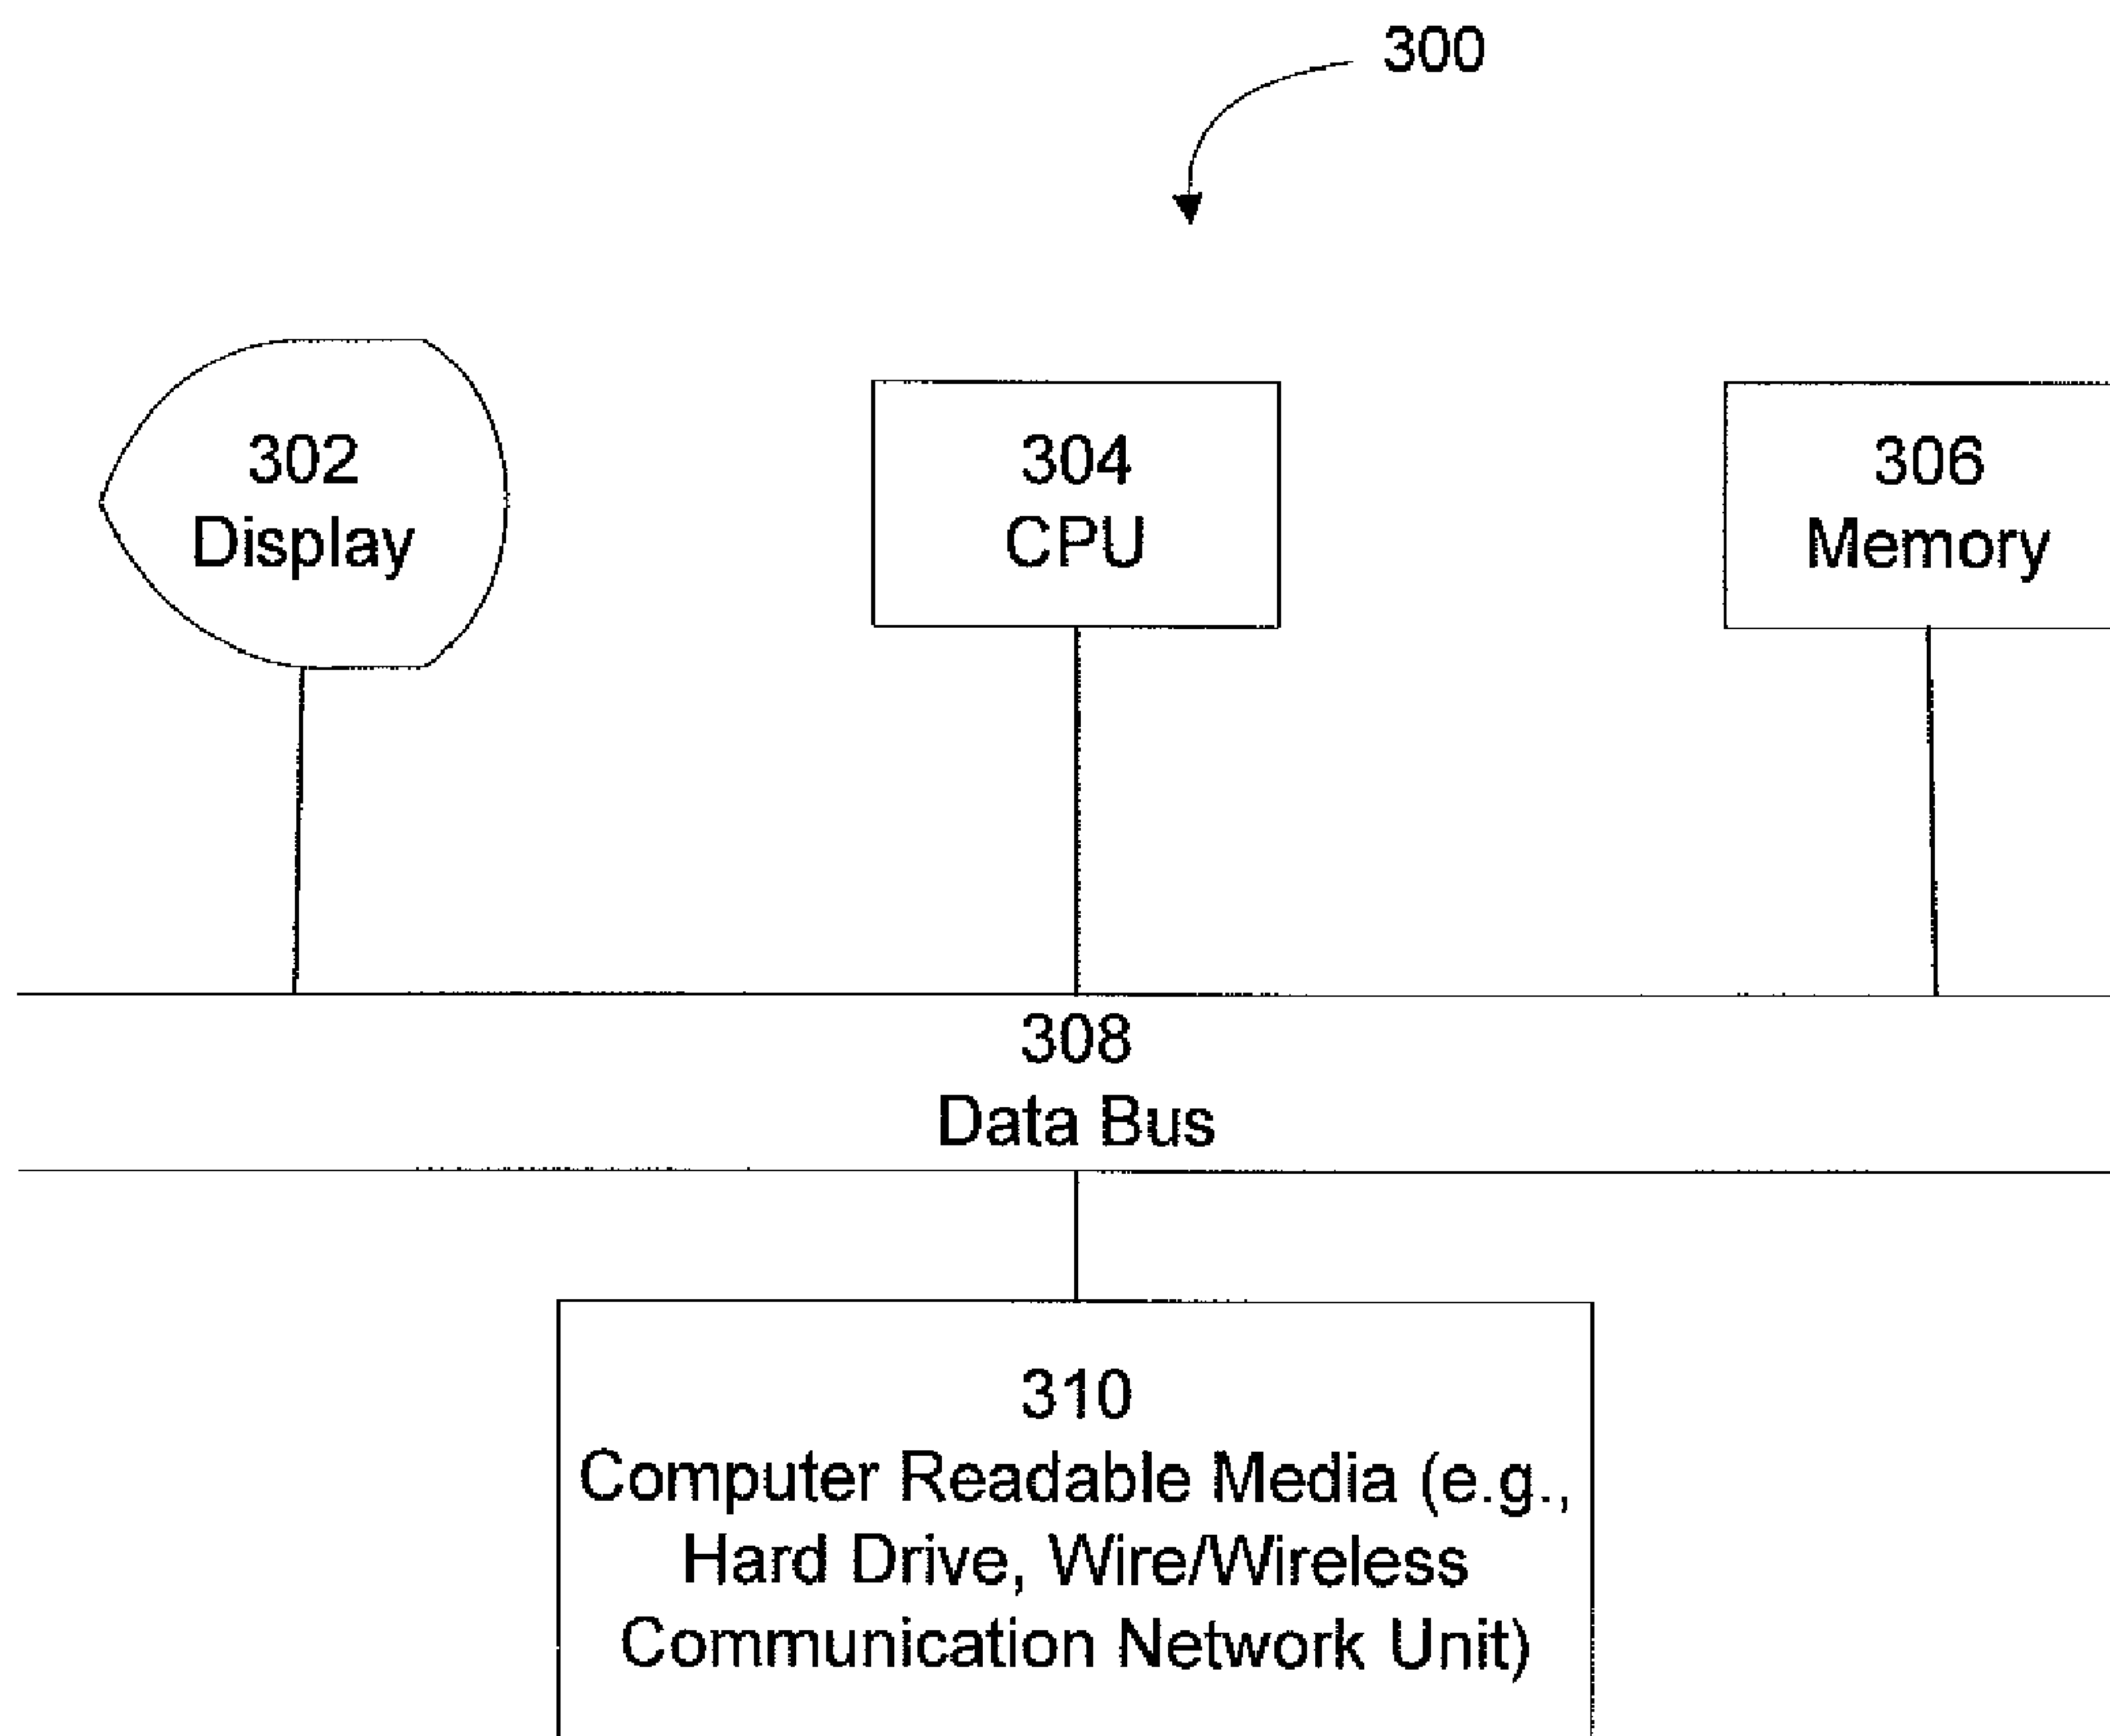 300
302
Display
304
CPU
306
Memory
308
Data Bus
310
Computer Readable Media (e.g.,
Hard Drive, Wire/Wireless
Communication Network Unit)